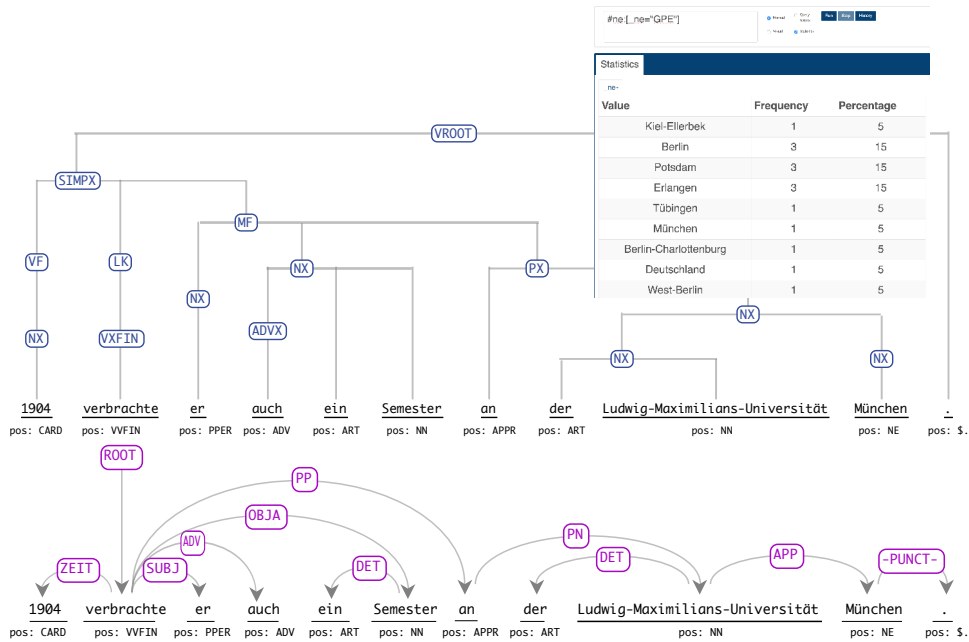 #ne:[_ne="GPE"]
Run Stop History
Statistics
ne-
Value Frequency Percentage
Kiel-Ellerbek 1 5
Berlin 3 15
Potsdam 3 15
Erlangen 3 15
Tübingen 1 5
München 1 5
Berlin-Charlottenburg 1 5
Deutschland 1 5
West-Berlin 1 5
VROOT
SIMPX
MF
VF LK NX PX
NX
NX
NX VXFIN ADVX
NX NX
1904 verbrachte er auch ein Semester an der Ludwig-Maximilians-Universität München .
pos: CARD pos: VVFIN pos: PPER pos: ADV pos: ART pos: NN pos: APPR pos: ART pos: NN pos: NE pos: $.
ROOT
PP
OBJA
PN
ADV
ZEIT SUBJ DET DET APP -PUNCT-
1904 verbrachte er auch ein Semester an der Ludwig-Maximilians-Universität München .
pos: CARD pos: VVFIN pos: PPER pos: ADV pos: ART pos: NN pos: APPR pos: ART pos: NN pos: NE pos: $.